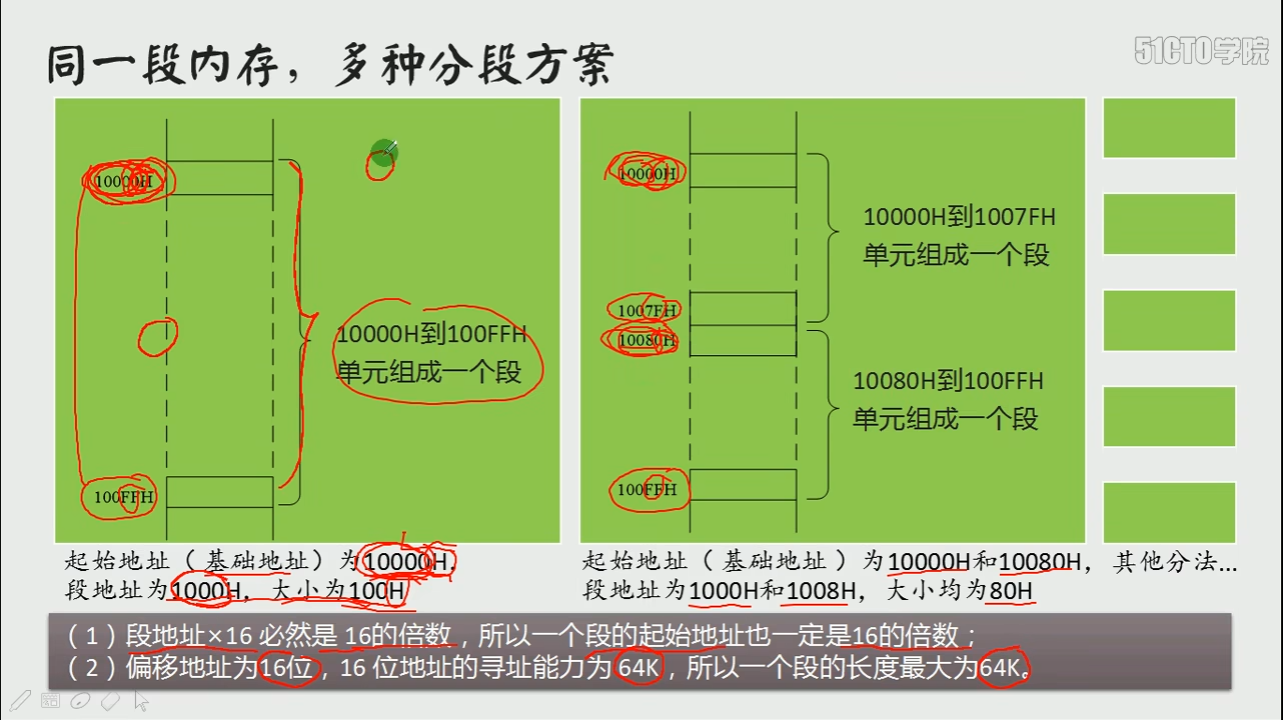 同一段内存，多种分段方案
51CTO学院
10000H
10000H到100FFH
单元组成一个段
100FFH
10000H
10000H到1007FH
单元组成一个段
1007FH
10080H
10080H到100FFH
单元组成一个段
100FFH
起始地址（基础地址）为10000H，
段地址为1000H，大小为100H
起始地址（基础地址）为10000H和10080H，
段地址为1000H和1008H，大小均为80H
其他分法...
（1）段地址×16 必然是 16的倍数，所以一个段的起始地址也一定是16的倍数；
（2）偏移地址为16位，16 位地址的寻址能力为 64K，所以一个段的长度最大为64K。